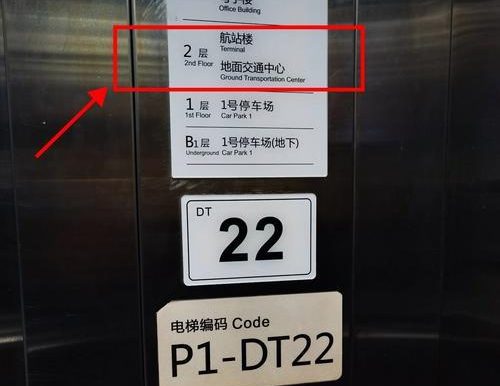 Office Building
2 层 航站楼
2nd Floor Terminal
地面交通中心
Ground Transportation Center
1 层 1号停车场
1st Floor Car Park 1
B1层 1号停车场(地下)
Underground Car Park 1
DT
22
电梯编码 Code
P1-DT22